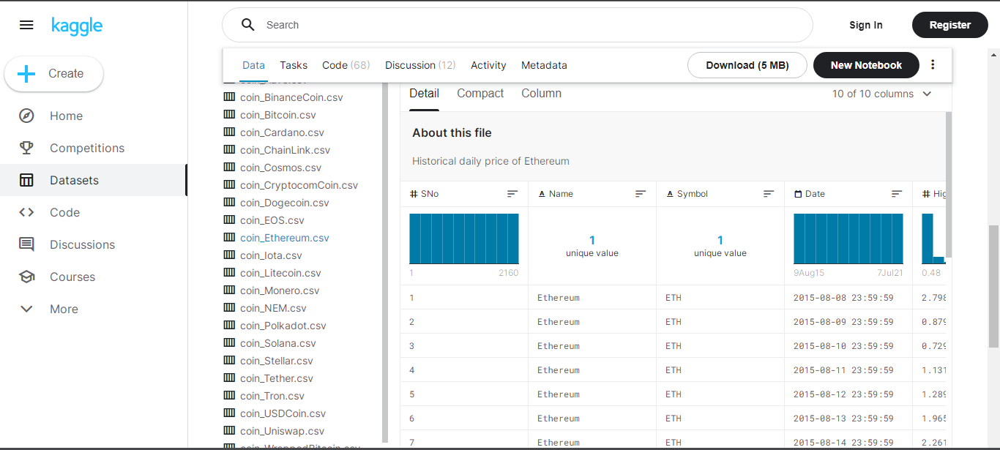 kaggle
Search
Sign In
Register
Create
Home
Competitions
Datasets
Code
Discussions
Courses
More
Data
Tasks
Code (68)
Discussion (12)
Activity
Metadata
Download (5 MB)
New Notebook
coin_BinanceCoin.csv
coin_Bitcoin.csv
coin_Cardano.csv
coin_ChainLink.csv
coin_Cosmos.csv
coin_CryptocomCoin.csv
coin_Dogecoin.csv
coin_EOS.csv
coin_Ethereum.csv
coin_Iota.csv
coin_Litecoin.csv
coin_Monero.csv
coin_NEM.csv
coin_Polkadot.csv
coin_Solana.csv
coin_Stellar.csv
coin_Tether.csv
coin_Tron.csv
coin_USDCoin.csv
coin_Uniswap.csv
coin_WrappedBitcoin.csv
Detail Compact Column
10 of 10 columns
About this file
Historical daily price of Ethereum
# SNo
A Name
A Symbol
Date
# Hig
1 2160
1
unique value
1
unique value
9Aug15 7Jul21
0.48
1 Ethereum ETH 2015-08-08 23:59:59 2.798
2 Ethereum ETH 2015-08-09 23:59:59 0.879
3 Ethereum ETH 2015-08-10 23:59:59 0.729
4 Ethereum ETH 2015-08-11 23:59:59 1.131
5 Ethereum ETH 2015-08-12 23:59:59 1.289
6 Ethereum ETH 2015-08-13 23:59:59 1.965
7 Ethereum ETH 2015-08-14 23:59:59 2.261